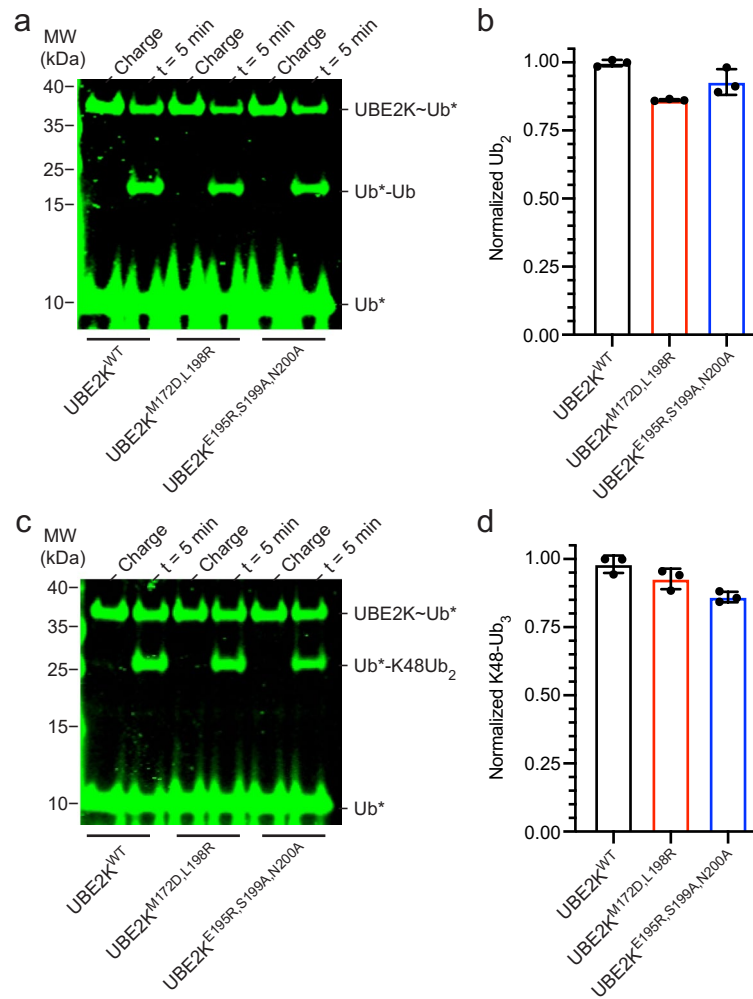 a
MW
(kDa)
Charge
t = 5 min
Charge
t = 5 min
Charge
t = 5 min
40
35
25
15
10
UBE2K~Ub*
Ub*-Ub
Ub*
UBE2K^WT
UBE2K^M172D,L198R
UBE2K^E195R,S199A,N200A
b
Normalized Ub₂
1.00
0.75
0.50
0.25
0.00
UBE2K^WT
UBE2K^M172D,L198R
UBE2K^E195R,S199A,N200A
c
MW
(kDa)
Charge
t = 5 min
Charge
t = 5 min
Charge
t = 5 min
40
35
25
15
10
UBE2K~Ub*
Ub*-K48Ub₂
Ub*
UBE2K^WT
UBE2K^M172D,L198R
UBE2K^E195R,S199A,N200A
d
Normalized K48-Ub₃
1.00
0.75
0.50
0.25
0.00
UBE2K^WT
UBE2K^M172D,L198R
UBE2K^E195R,S199A,N200A